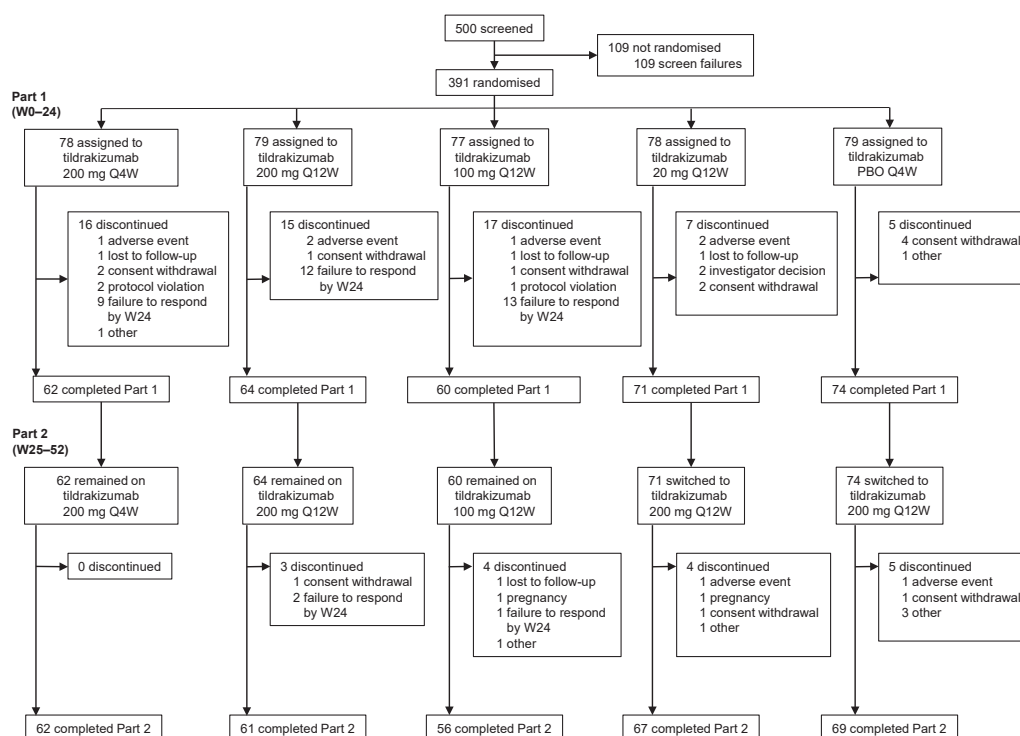 500 screened
109 not randomised
109 screen failures
391 randomised
Part 1
(W0–24)
78 assigned to
tildrakizumab
200 mg Q4W
79 assigned to
tildrakizumab
200 mg Q12W
77 assigned to
tildrakizumab
100 mg Q12W
78 assigned to
tildrakizumab
20 mg Q12W
79 assigned to
tildrakizumab
PBO Q4W
16 discontinued
1 adverse event
1 lost to follow-up
2 consent withdrawal
2 protocol violation
9 failure to respond
by W24
1 other
15 discontinued
2 adverse event
1 consent withdrawal
12 failure to respond
by W24
17 discontinued
1 adverse event
1 lost to follow-up
1 consent withdrawal
1 protocol violation
13 failure to respond
by W24
7 discontinued
2 adverse event
1 lost to follow-up
2 investigator decision
2 consent withdrawal
5 discontinued
4 consent withdrawal
1 other
62 completed Part 1
64 completed Part 1
60 completed Part 1
71 completed Part 1
74 completed Part 1
Part 2
(W25–52)
62 remained on
tildrakizumab
200 mg Q4W
64 remained on
tildrakizumab
200 mg Q12W
60 remained on
tildrakizumab
100 mg Q12W
71 switched to
tildrakizumab
200 mg Q12W
74 switched to
tildrakizumab
200 mg Q12W
0 discontinued
3 discontinued
1 consent withdrawal
2 failure to respond
by W24
4 discontinued
1 lost to follow-up
1 pregnancy
1 failure to respond
by W24
1 other
4 discontinued
1 adverse event
1 pregnancy
1 consent withdrawal
1 other
5 discontinued
1 adverse event
1 consent withdrawal
3 other
62 completed Part 2
61 completed Part 2
56 completed Part 2
67 completed Part 2
69 completed Part 2